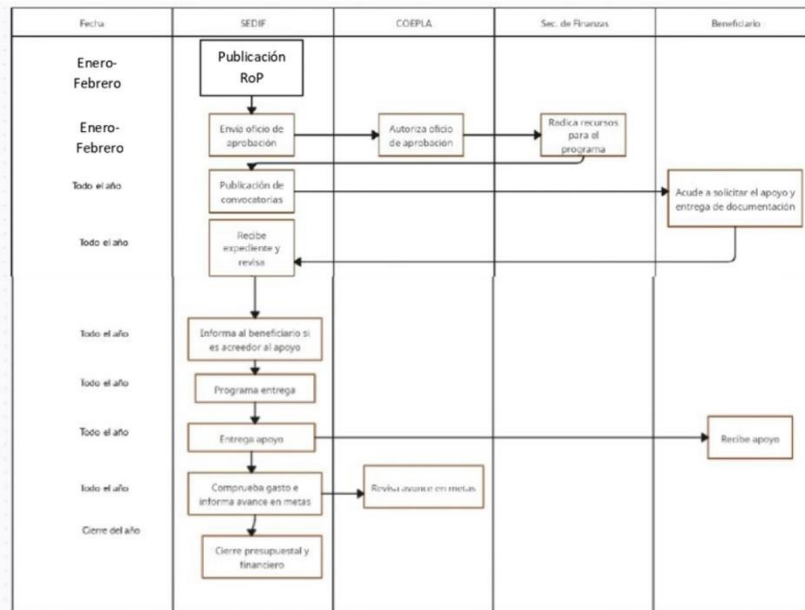 Fecha
SEDIF
COEPLA
Sec. de Finanzas
Beneficiario
Enero-
Febrero
Publicación
RoP
Enero-
Febrero
Envía oficio de
aprobación
Autoriza oficio
de aprobación
Radica recursos
para el
programa
Todo el año
Publicación de
convocatorias
Acude a solicitar el apoyo y
entrega de documentación
Todo el año
Recibe
expediente y
revisa
Todo el año
Informa al beneficiario si
es acreedor al apoyo
Todo el año
Programa entrega
Todo el año
Entrega apoyo
Recibe apoyo
Todo el año
Comprueba gasto e
informa avance en metas
Revisa avance en metas
Cierre del año
Cierre presupuestal y
financiero